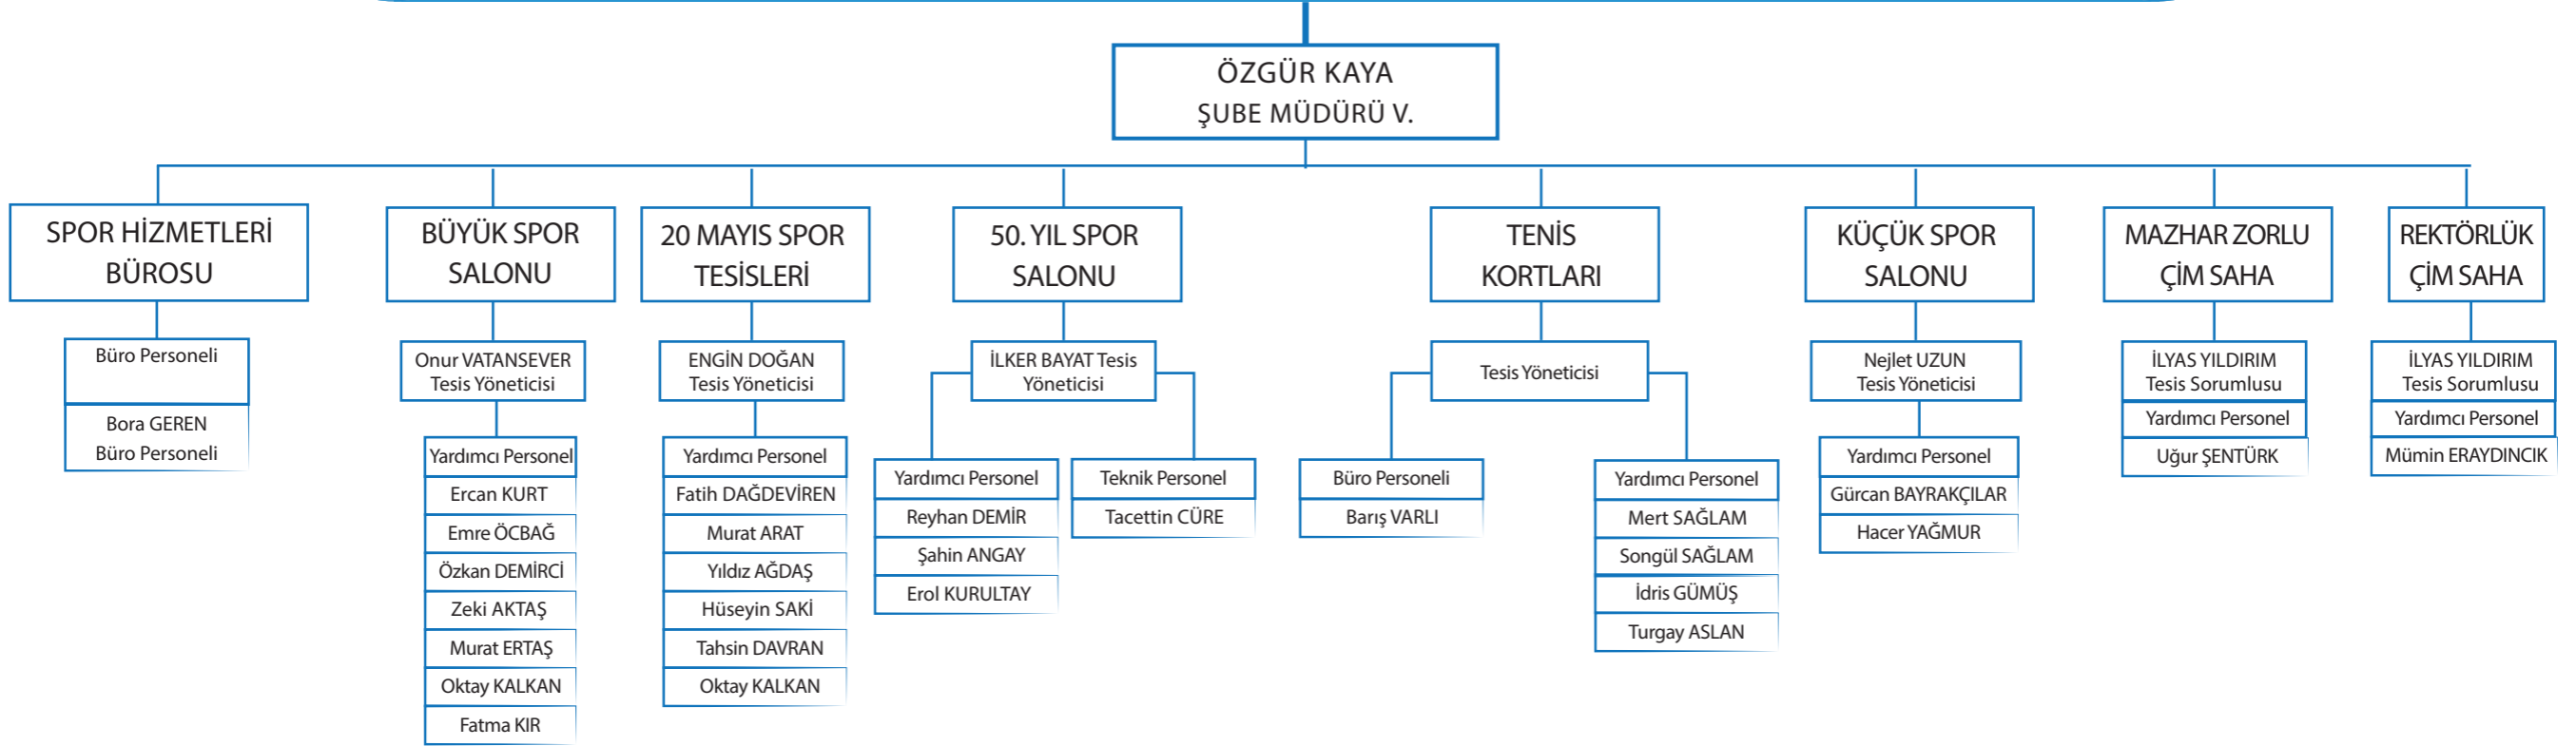 ÖZGÜR KAYA
ŞUBE MÜDÜRÜ V.
SPOR HİZMETLERİ
BÜROSU
Büro Personeli
Bora GEREN
Büro Personeli
BÜYÜK SPOR
SALONU
Onur VATANSEVER
Tesis Yöneticisi
Yardımcı Personel
Ercan KURT
Emre ÖCBAĞ
Özkan DEMİRCİ
Zeki AKTAŞ
Murat ERTAŞ
Oktay KALKAN
Fatma KIR
20 MAYIS SPOR
TESİSLERİ
ENGİN DOĞAN
Tesis Yöneticisi
Yardımcı Personel
Fatih DAĞDEVİREN
Murat ARAT
Yıldız AĞDAŞ
Hüseyin SAKİ
Tahsin DAVRAN
Oktay KALKAN
50. YIL SPOR
SALONU
İLKER BAYAT Tesis
Yöneticisi
Yardımcı Personel
Reyhan DEMİR
Şahin ANGAY
Erol KURULTAY
Teknik Personel
Tacettin CÜRE
TENİS
KORTLARI
Tesis Yöneticisi
Büro Personeli
Barış VARLI
Yardımcı Personel
Mert SAĞLAM
Songül SAĞLAM
İdris GÜMÜŞ
Turgay ASLAN
KÜÇÜK SPOR
SALONU
Nejlet UZUN
Tesis Yöneticisi
Yardımcı Personel
Gürcan BAYRAKÇILAR
Hacer YAĞMUR
MAZHAR ZORLU
ÇİM SAHA
İLYAS YILDIRIM
Tesis Sorumlusu
Yardımcı Personel
Uğur ŞENTÜRK
REKTÖRLÜK
ÇİM SAHA
İLYAS YILDIRIM
Tesis Sorumlusu
Yardımcı Personel
Mümin ERAYDINCIK